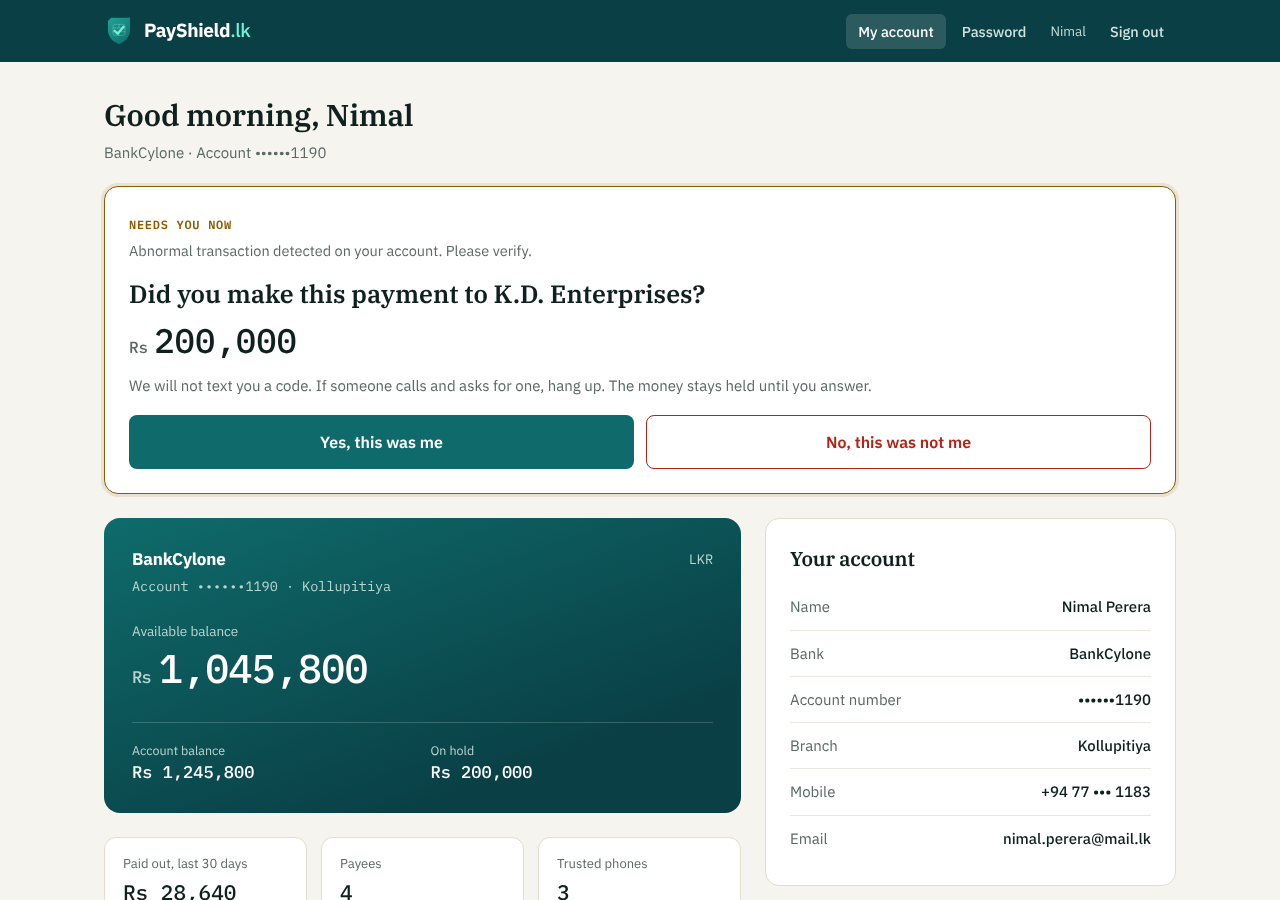 PayShield.lk
My account
Password
Nimal
Sign out
Good morning, Nimal
BankCylone · Account ••••••1190
NEEDS YOU NOW
Abnormal transaction detected on your account. Please verify.
Did you make this payment to K.D. Enterprises?
Rs 200,000
We will not text you a code. If someone calls and asks for one, hang up. The money stays held until you answer.
Yes, this was me
No, this was not me
BankCylone
LKR
Account ••••••1190 · Kollupitiya
Available balance
Rs 1,045,800
Account balance
On hold
Rs 1,245,800
Rs 200,000
Paid out, last 30 days
Rs 28,640
Payees
4
Trusted phones
3
Your account
Name
Nimal Perera
Bank
BankCylone
Account number
••••••1190
Branch
Kollupitiya
Mobile
+94 77 ••• 1183
Email
nimal.perera@mail.lk